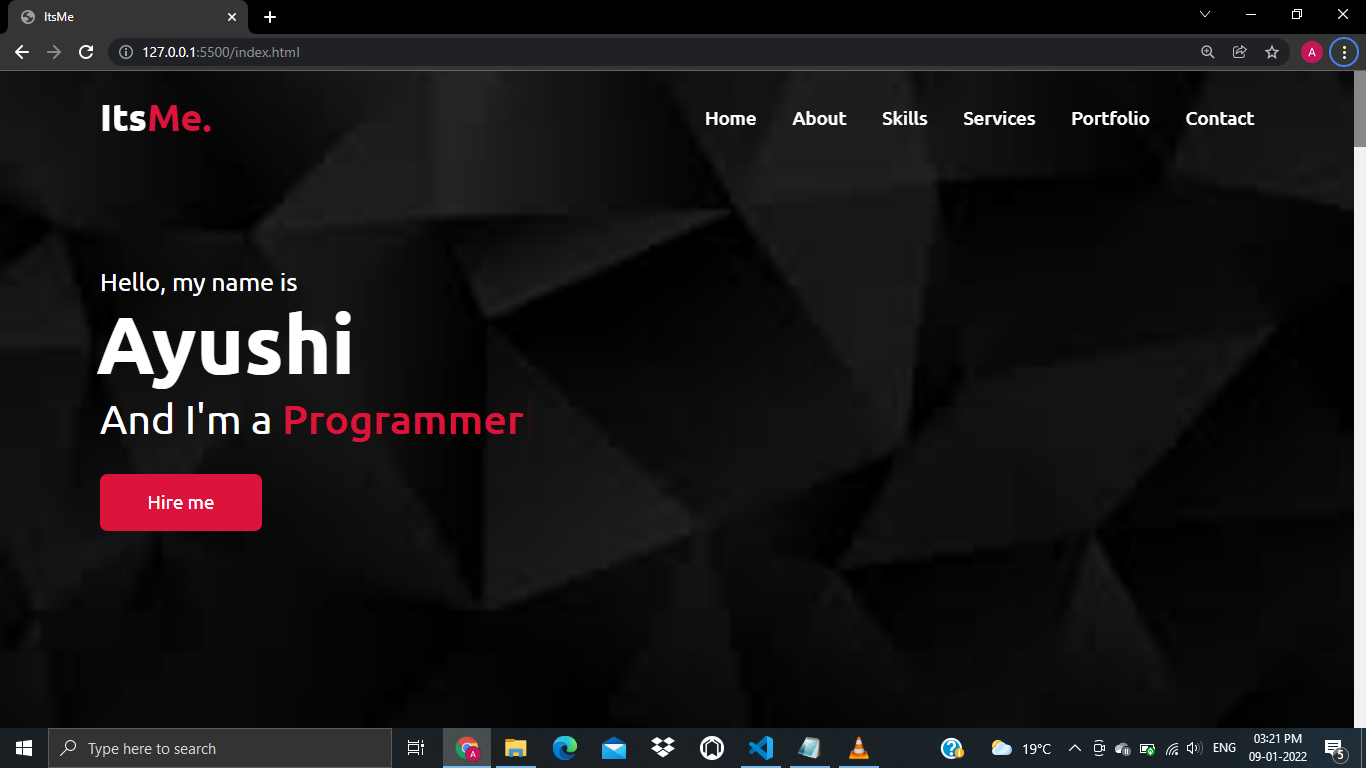 ItsMe
127.0.0.1:5500/index.html
A
ItsMe.
Home About Skills Services Portfolio Contact
Hello, my name is
Ayushi
And I'm a Programmer
Hire me
Type here to search
A
19°C
ENG
03:21 PM
09-01-2022
5